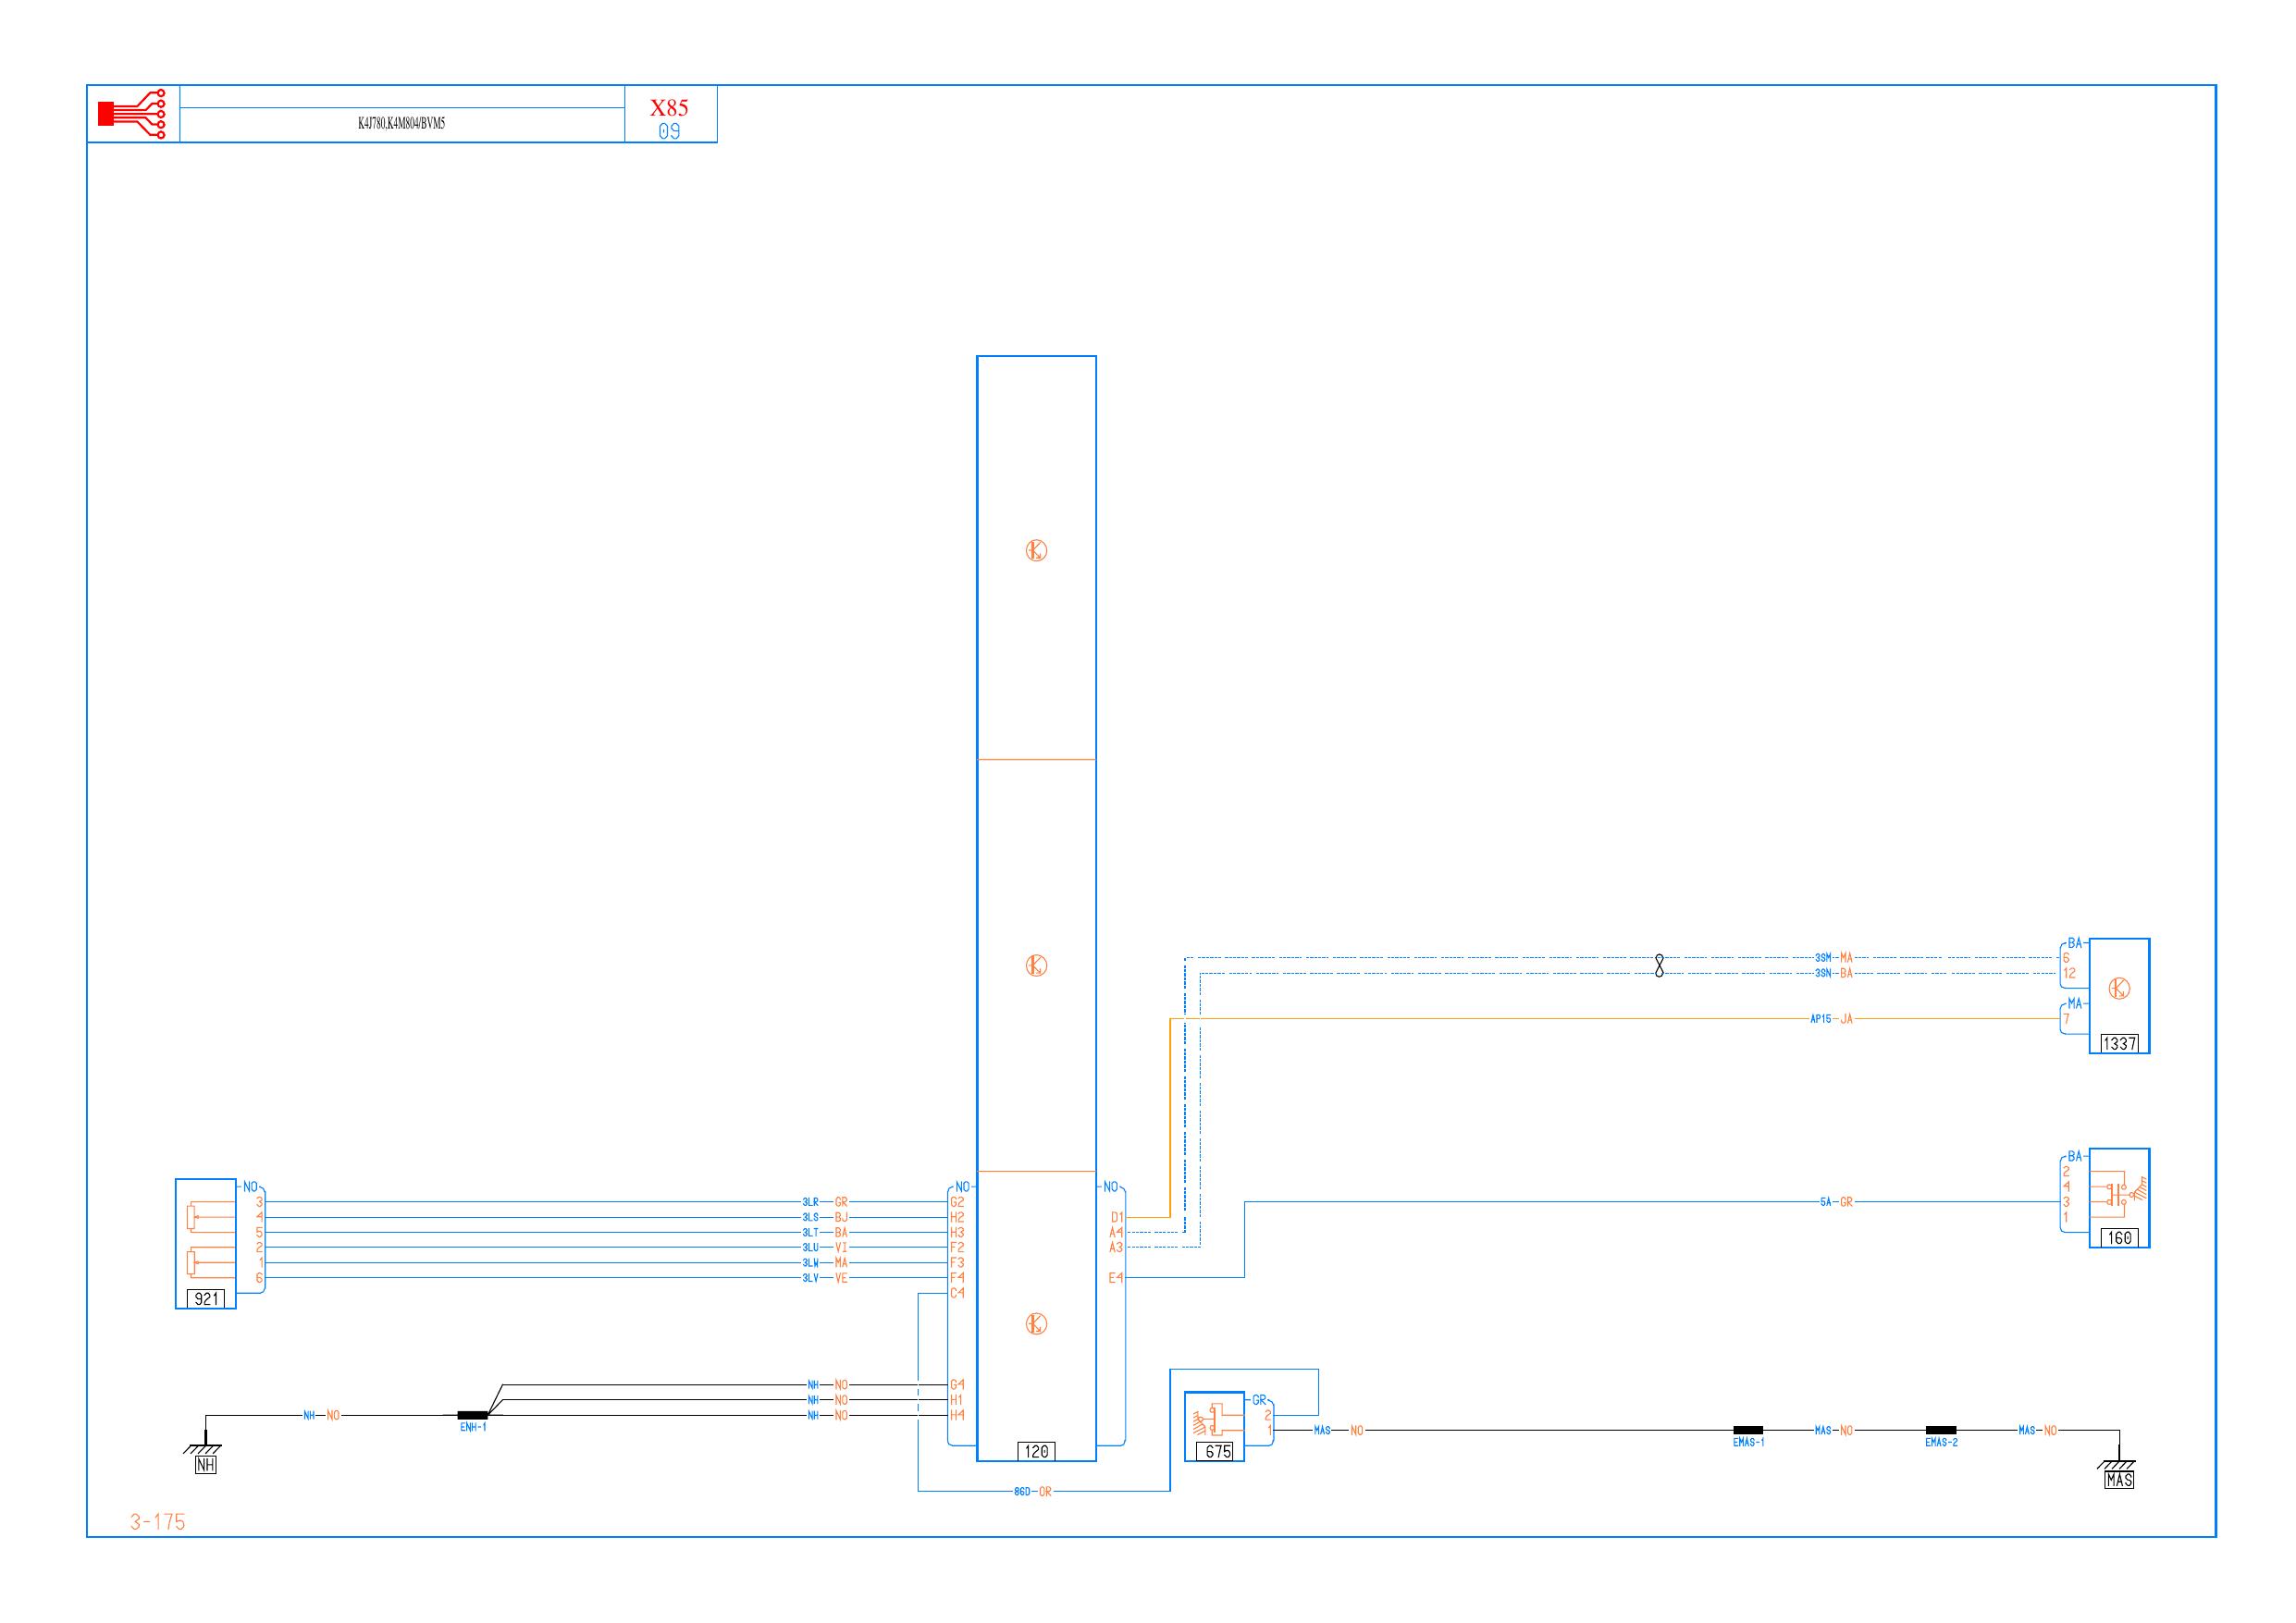 K4J780,K4M804/BVM5
X85
09
BA
6
3SM MA
12
3SN BA
MA
7
AP15 JA
1337
BA
2
4
3
1
5A GR
160
NO
3 3LR GR G2
4 3LS BJ H2
5 3LT BA H3
2 3LU VI F2
1 3LW MA F3
6 3LV VE F4
C4
921
NO
NO
D1
A4
A3
E4
NH NO G4
NH NO H1
NH NO ENH-1 NH NO H4
NH
120
GR
2
1 MAS NO EMAS-1 MAS NO EMAS-2 MAS NO
675
MAS
86D OR
3-175